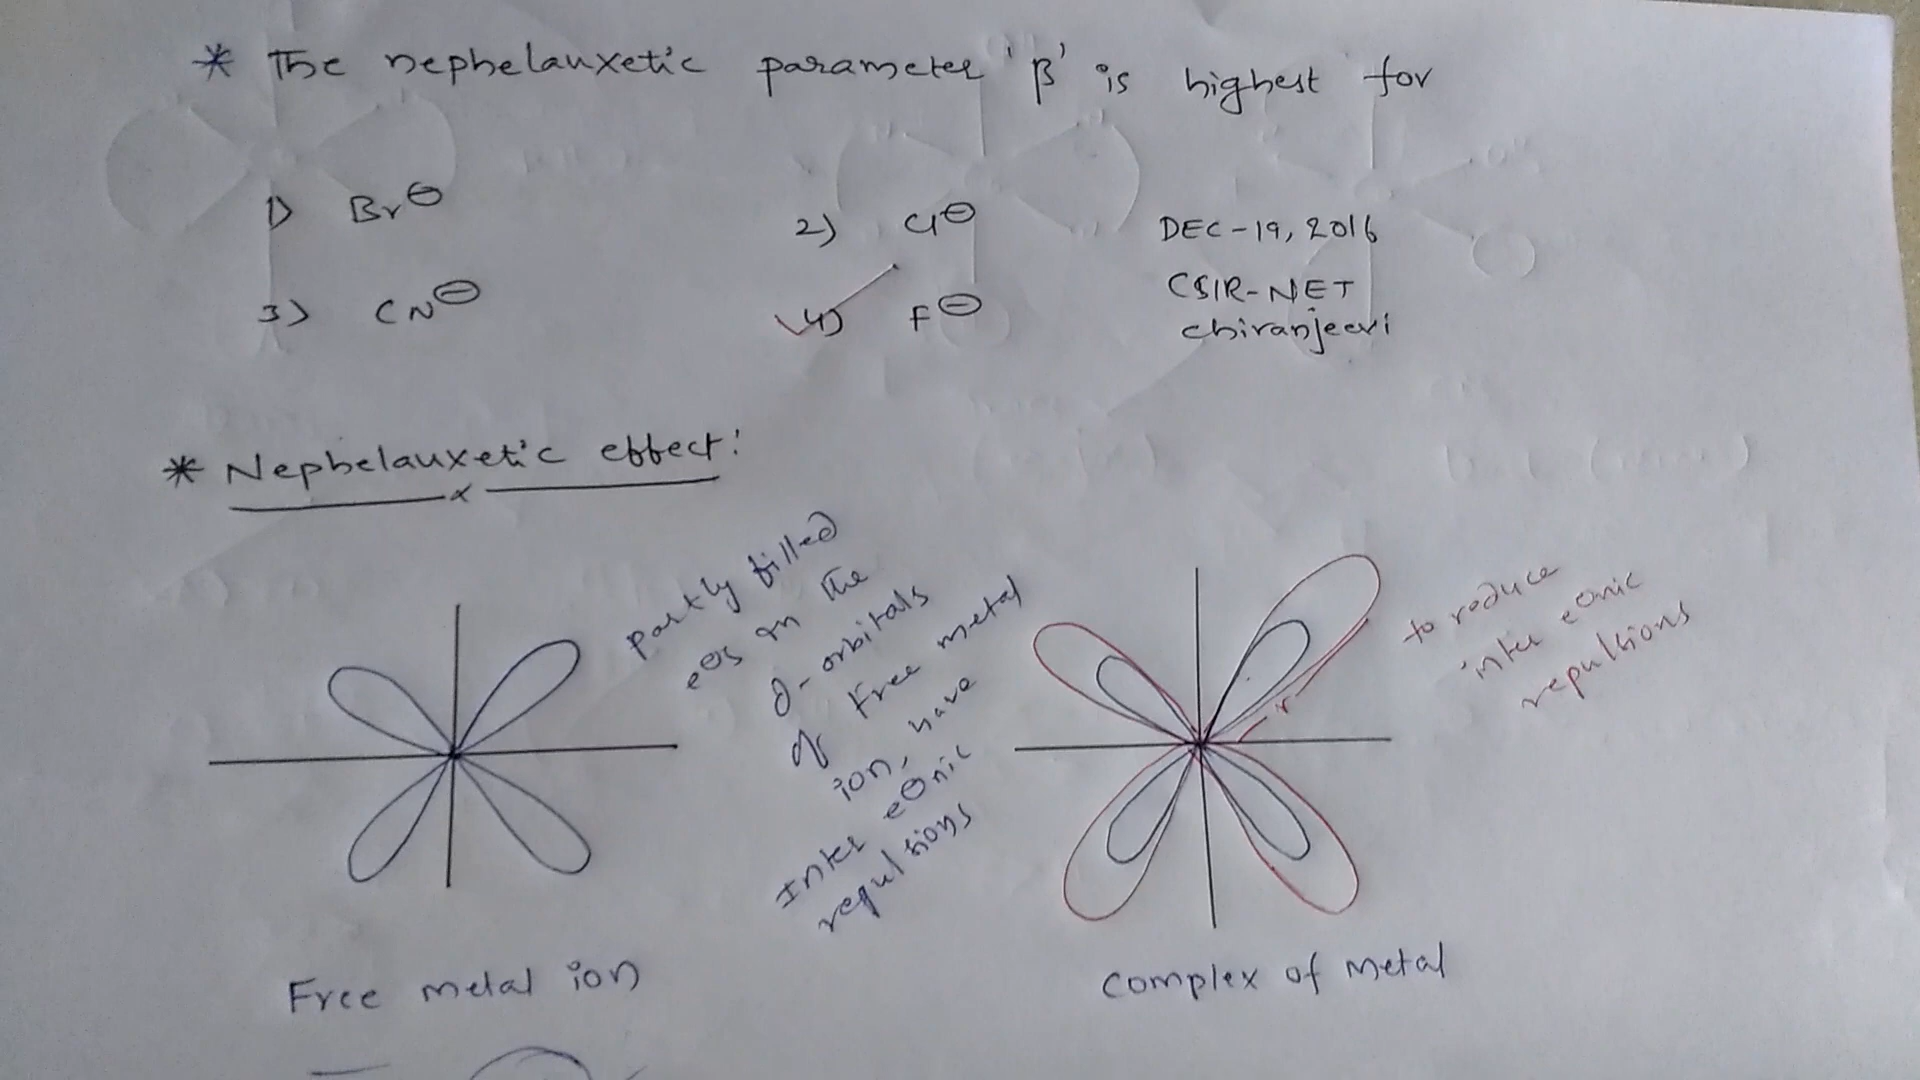 * The nephelauxetic parameter 'β' is highest for
1) Br⊖
2) Cl⊖
3) CN⊖
4) F⊖
DEC-19, 2016
CSIR-NET
chiranjeevi
* Nephelauxetic effect:
partly filled
e⊖s in the
d-orbitals
of Free metal
ion, have
Inter e⊖nic
repulsions
r
to reduce
inter e⊖nic
repulsions
Free metal ion
Complex of metal